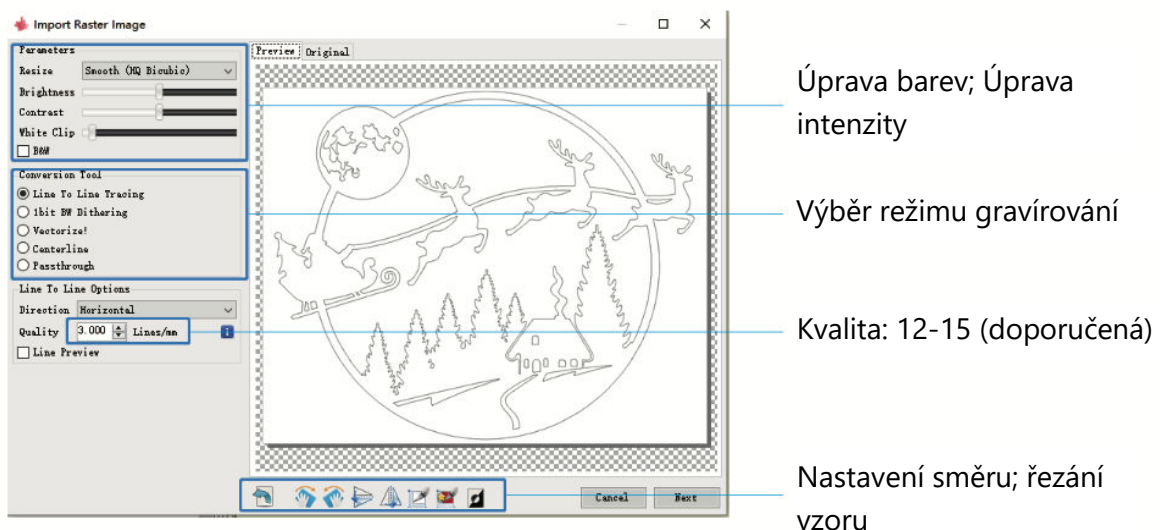 Import Raster Image
Parameters
Resize Smooth (HQ Bicubic)
Brightness
Contrast
White Clip
B&W
Conversion Tool
Line To Line Tracing
1bit BW Dithering
Vectorize!
Centerline
Passthrough
Line To Line Options
Direction Horizontal
Quality 3.000 Lines/mm
Line Preview
Preview Original
Cancel Next
Úprava barev; Úprava
intenzity
Výběr režimu gravírování
Kvalita: 12-15 (doporučená)
Nastavení směru; řezání
vzoru